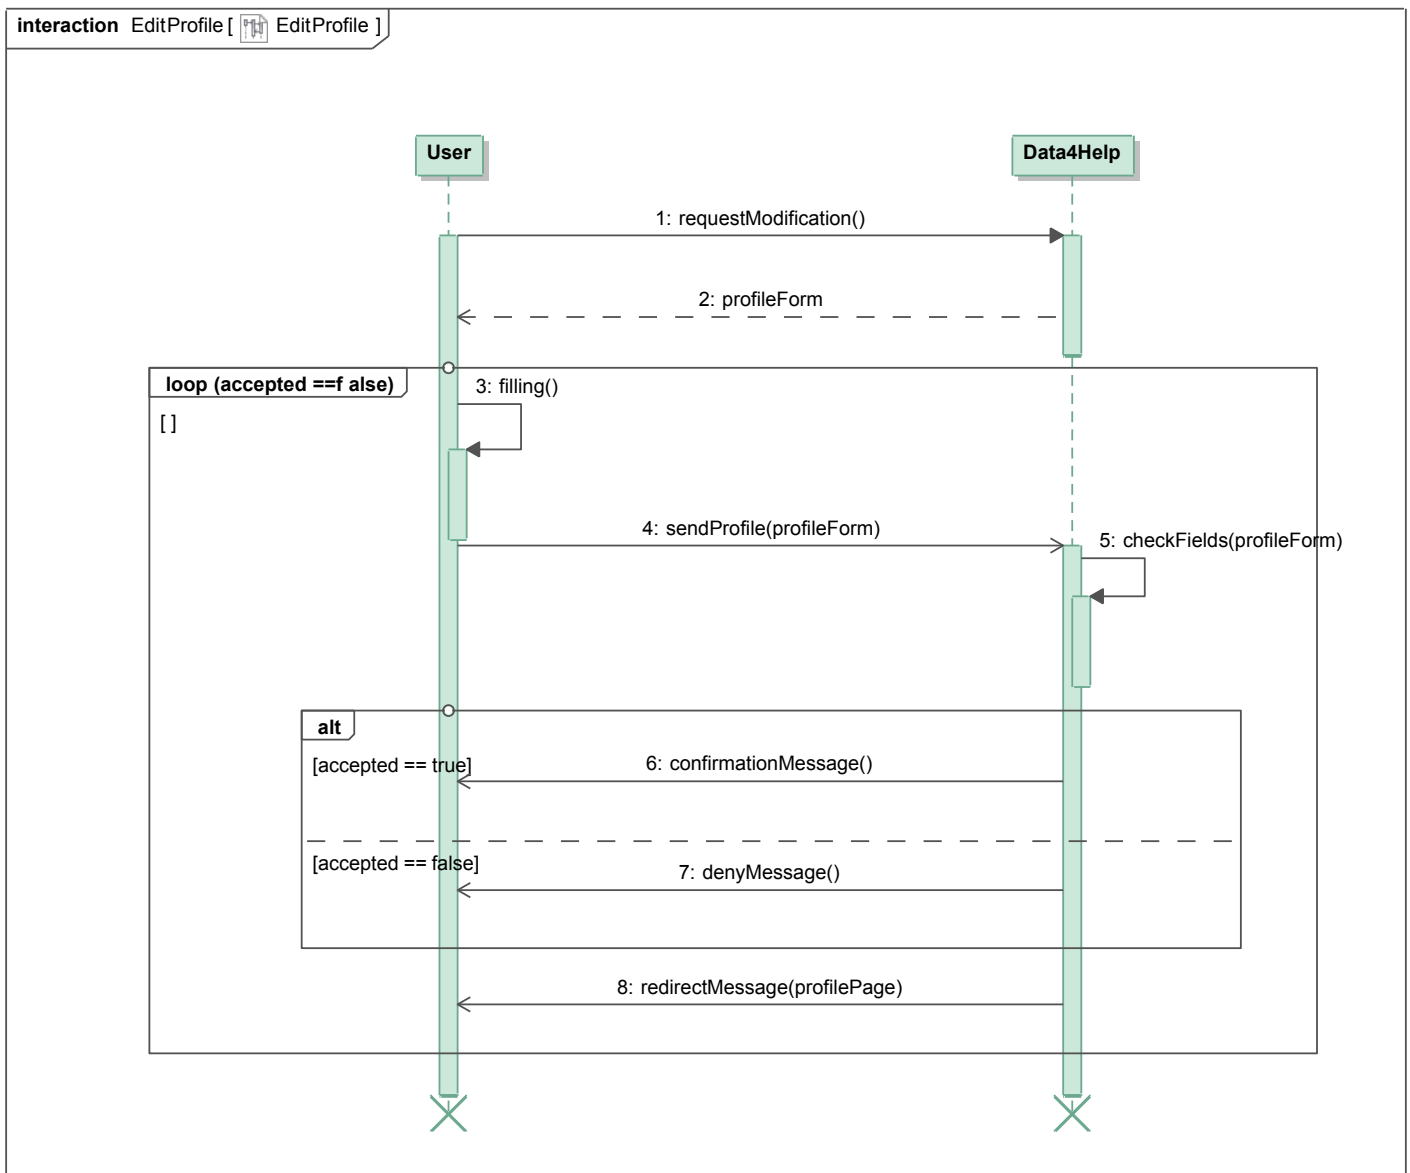 interaction EditProfile [ EditProfile ]
User
Data4Help
1: requestModification()
2: profileForm
loop (accepted ==f alse)
3: filling()
[ ]
4: sendProfile(profileForm)
5: checkFields(profileForm)
alt
[accepted == true]
6: confirmationMessage()
[accepted == false]
7: denyMessage()
8: redirectMessage(profilePage)